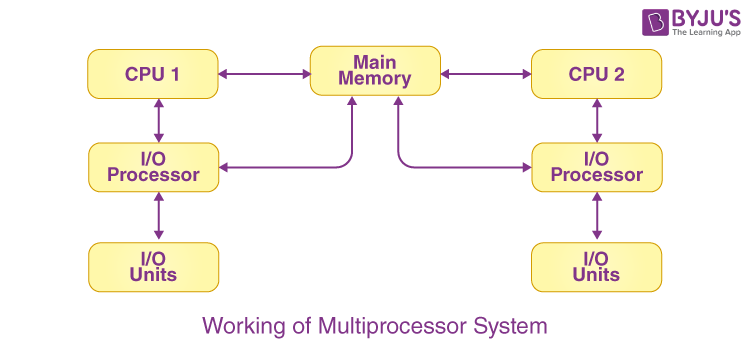 BYJU'S
The Learning App
CPU 1
Main
Memory
CPU 2
I/O
Processor
I/O
Processor
I/O
Units
I/O
Units
Working of Multiprocessor System